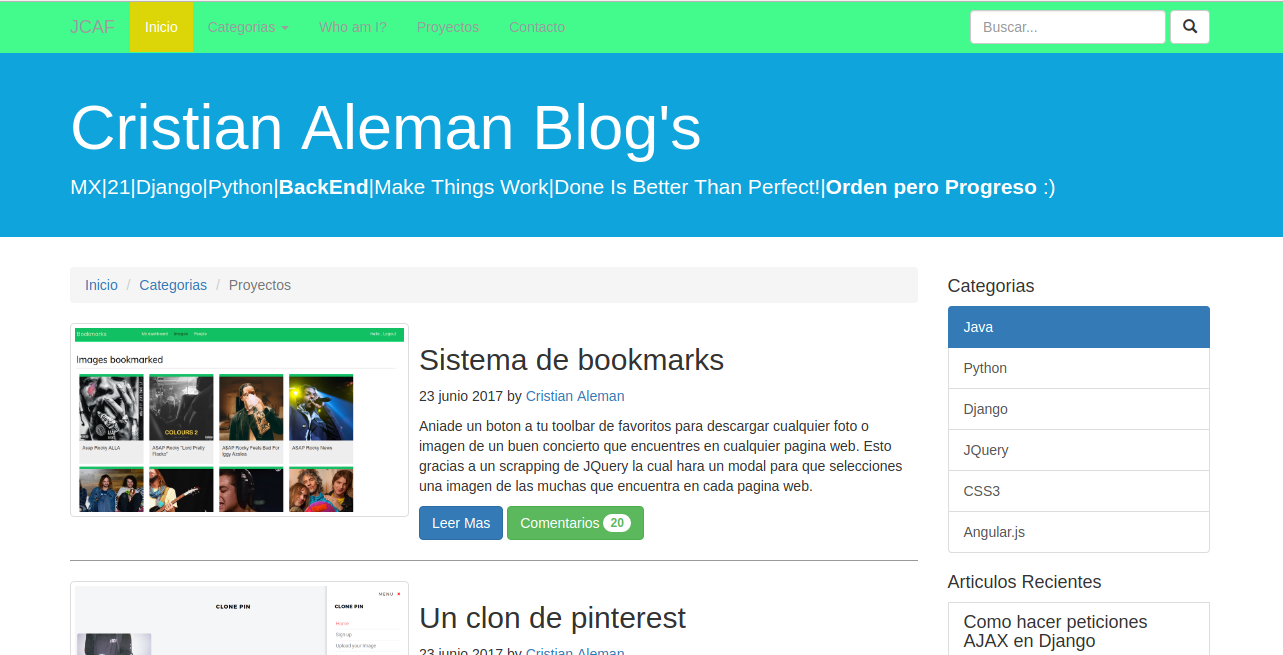 JCAF Inicio Categorias Who am I? Proyectos Contacto Buscar...
Cristian Aleman Blog's
MX|21|Django|Python|BackEnd|Make Things Work|Done Is Better Than Perfect!|Orden pero Progreso :)
Inicio / Categorias / Proyectos
Bookmarks
Images bookmarked
Asap Rocky ALLA
A$AP Rocky "Lord Pretty Flacko"
A$AP Rocky Feels Bad For Iggy Azalea
A$AP Rocky News
COLOURS 2
Sistema de bookmarks
23 junio 2017 by Cristian Aleman
Aniade un boton a tu toolbar de favoritos para descargar cualquier foto o
imagen de un buen concierto que encuentres en cualquier pagina web. Esto
gracias a un scrapping de JQuery la cual hara un modal para que selecciones
una imagen de las muchas que encuentra en cada pagina web.
Leer Mas
Comentarios 20
CLONE PIN
MENU ×
CLONE PIN
Home
Sign up
Upload your image
Un clon de pinterest
23 junio 2017 by Cristian Aleman
Categorias
Java
Python
Django
JQuery
CSS3
Angular.js
Articulos Recientes
Como hacer peticiones
AJAX en Django